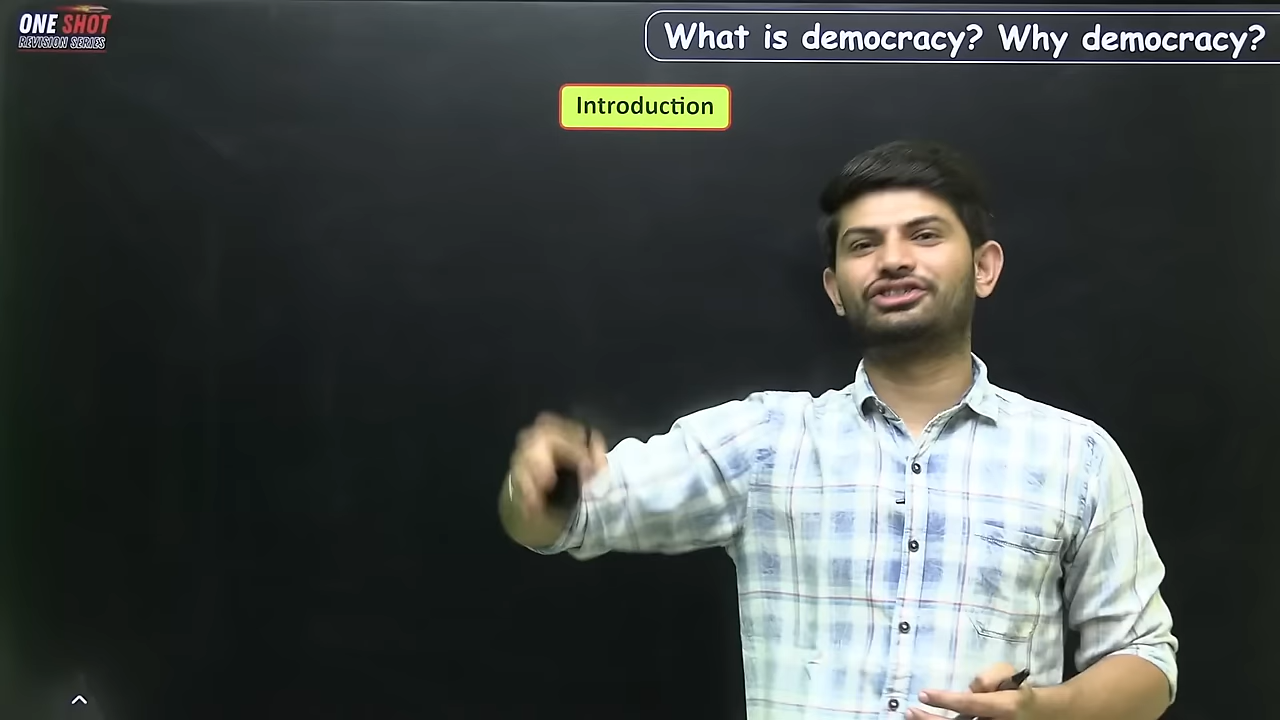 ONE SHOT
REVISION SERIES
What is democracy? Why democracy?
Introduction